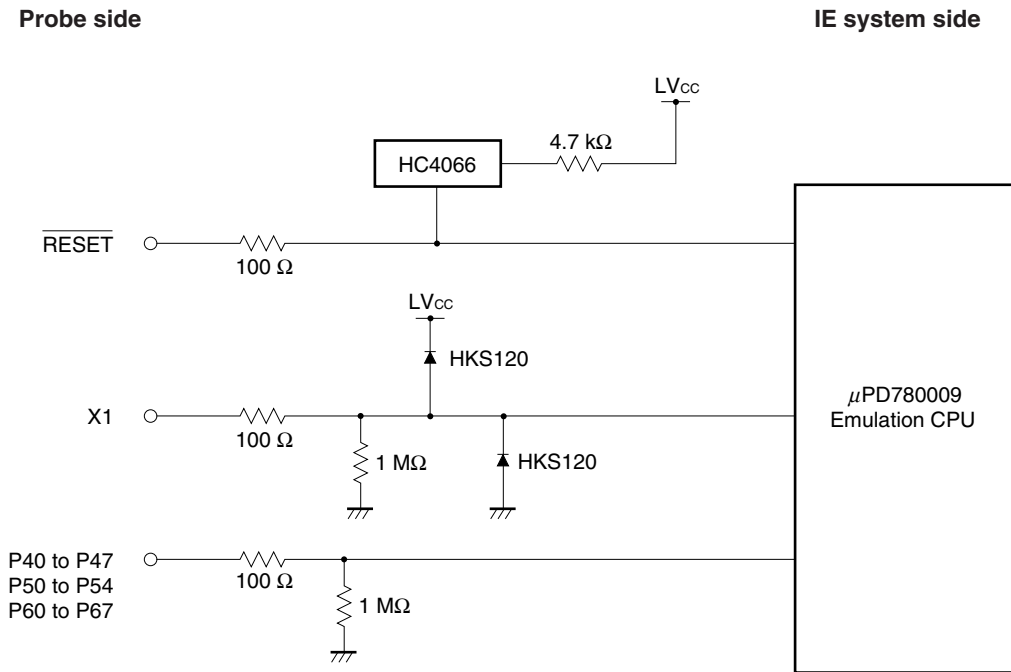 Probe side
IE system side
LVCC
4.7 kΩ
HC4066
RESET
100 Ω
LVCC
HKS120
X1
100 Ω
1 MΩ
HKS120
μPD780009
Emulation CPU
P40 to P47
P50 to P54
P60 to P67
100 Ω
1 MΩ